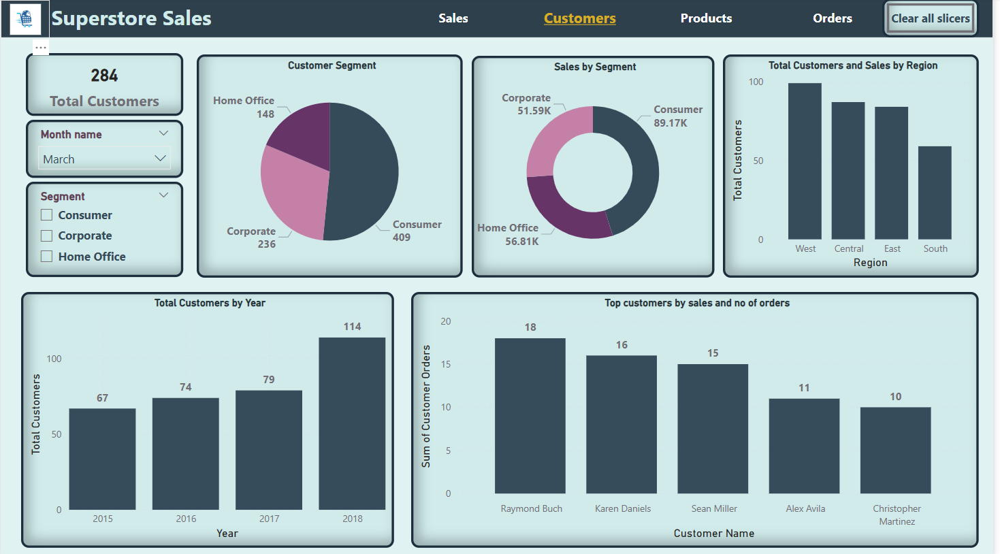 Superstore Sales
Sales
Customers
Products
Orders
Clear all slicers
...
284
Total Customers
Month name
March
Segment
Consumer
Corporate
Home Office
Customer Segment
Home Office
148
Corporate
236
Consumer
409
Sales by Segment
Corporate
51.59K
Consumer
89.17K
Home Office
56.81K
Total Customers and Sales by Region
Total Customers
100
50
0
West
Central
East
South
Region
Total Customers by Year
Total Customers
100
50
0
67
74
79
114
2015
2016
2017
2018
Year
Top customers by sales and no of orders
Sum of Customer Orders
20
15
10
5
0
18
16
15
11
10
Raymond Buch
Karen Daniels
Sean Miller
Alex Avila
Christopher
Martinez
Customer Name